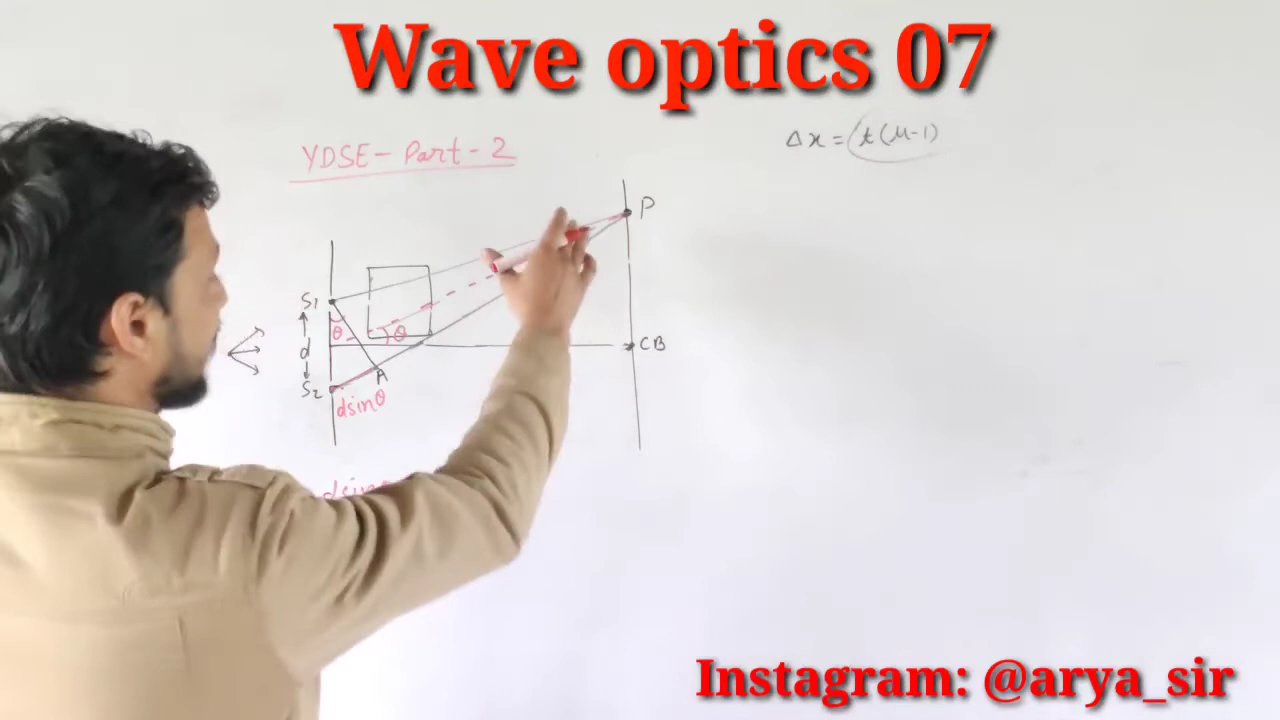 Wave optics 07
Δx = t(μ-1)
YDSE - Part - 2
P
S1
θ θ
d
CB
S2
A
dsinθ
Instagram: @arya_sir